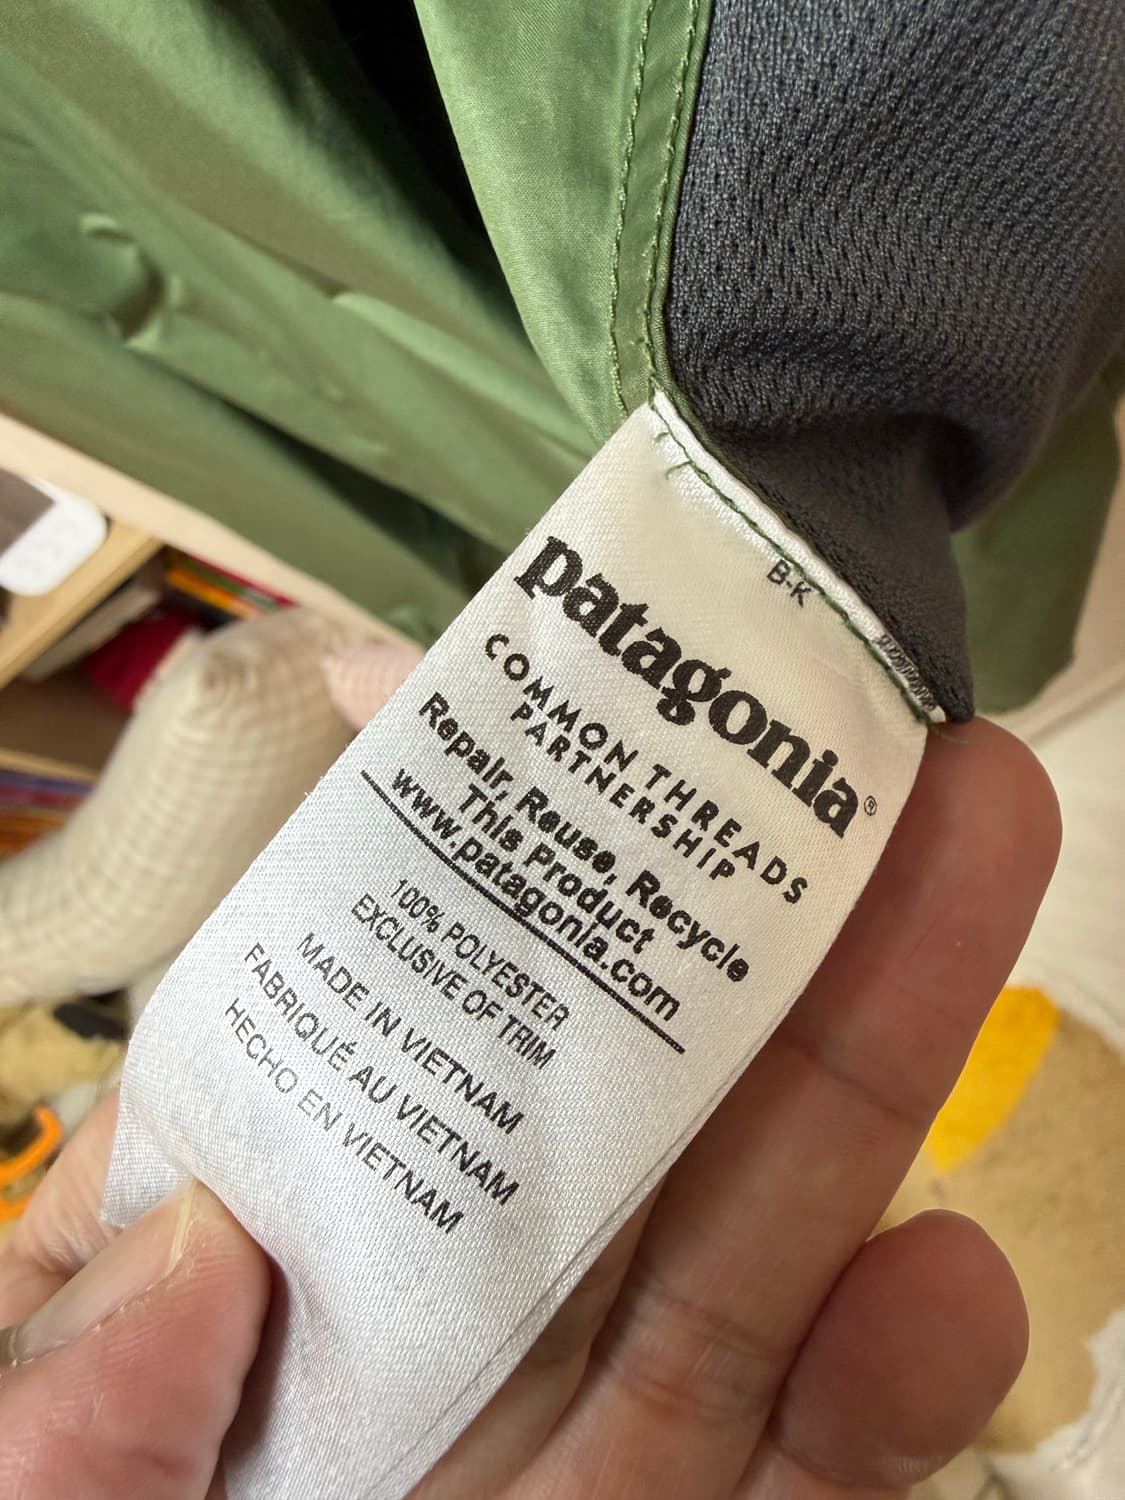 B-K
patagonia®
COMMON THREADS
PARTNERSHIP
Repair, Reuse, Recycle
This Product
www.patagonia.com
100% POLYESTER
EXCLUSIVE OF TRIM
MADE IN VIETNAM
FABRIQUÉ AU VIETNAM
HECHO EN VIETNAM